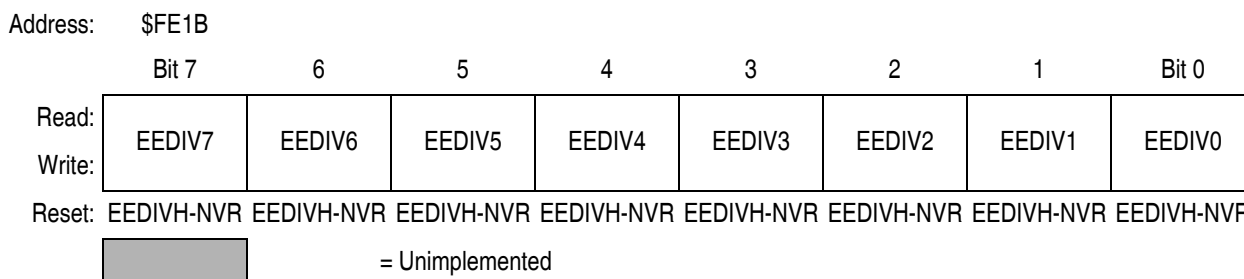 Address: $FE1B
Bit 7 6 5 4 3 2 1 Bit 0
Read:
EEDIV7 EEDIV6 EEDIV5 EEDIV4 EEDIV3 EEDIV2 EEDIV1 EEDIV0
Write:
Reset: EEDIVH-NVR EEDIVH-NVR EEDIVH-NVR EEDIVH-NVR EEDIVH-NVR EEDIVH-NVR EEDIVH-NVR EEDIVH-NVR
= Unimplemented